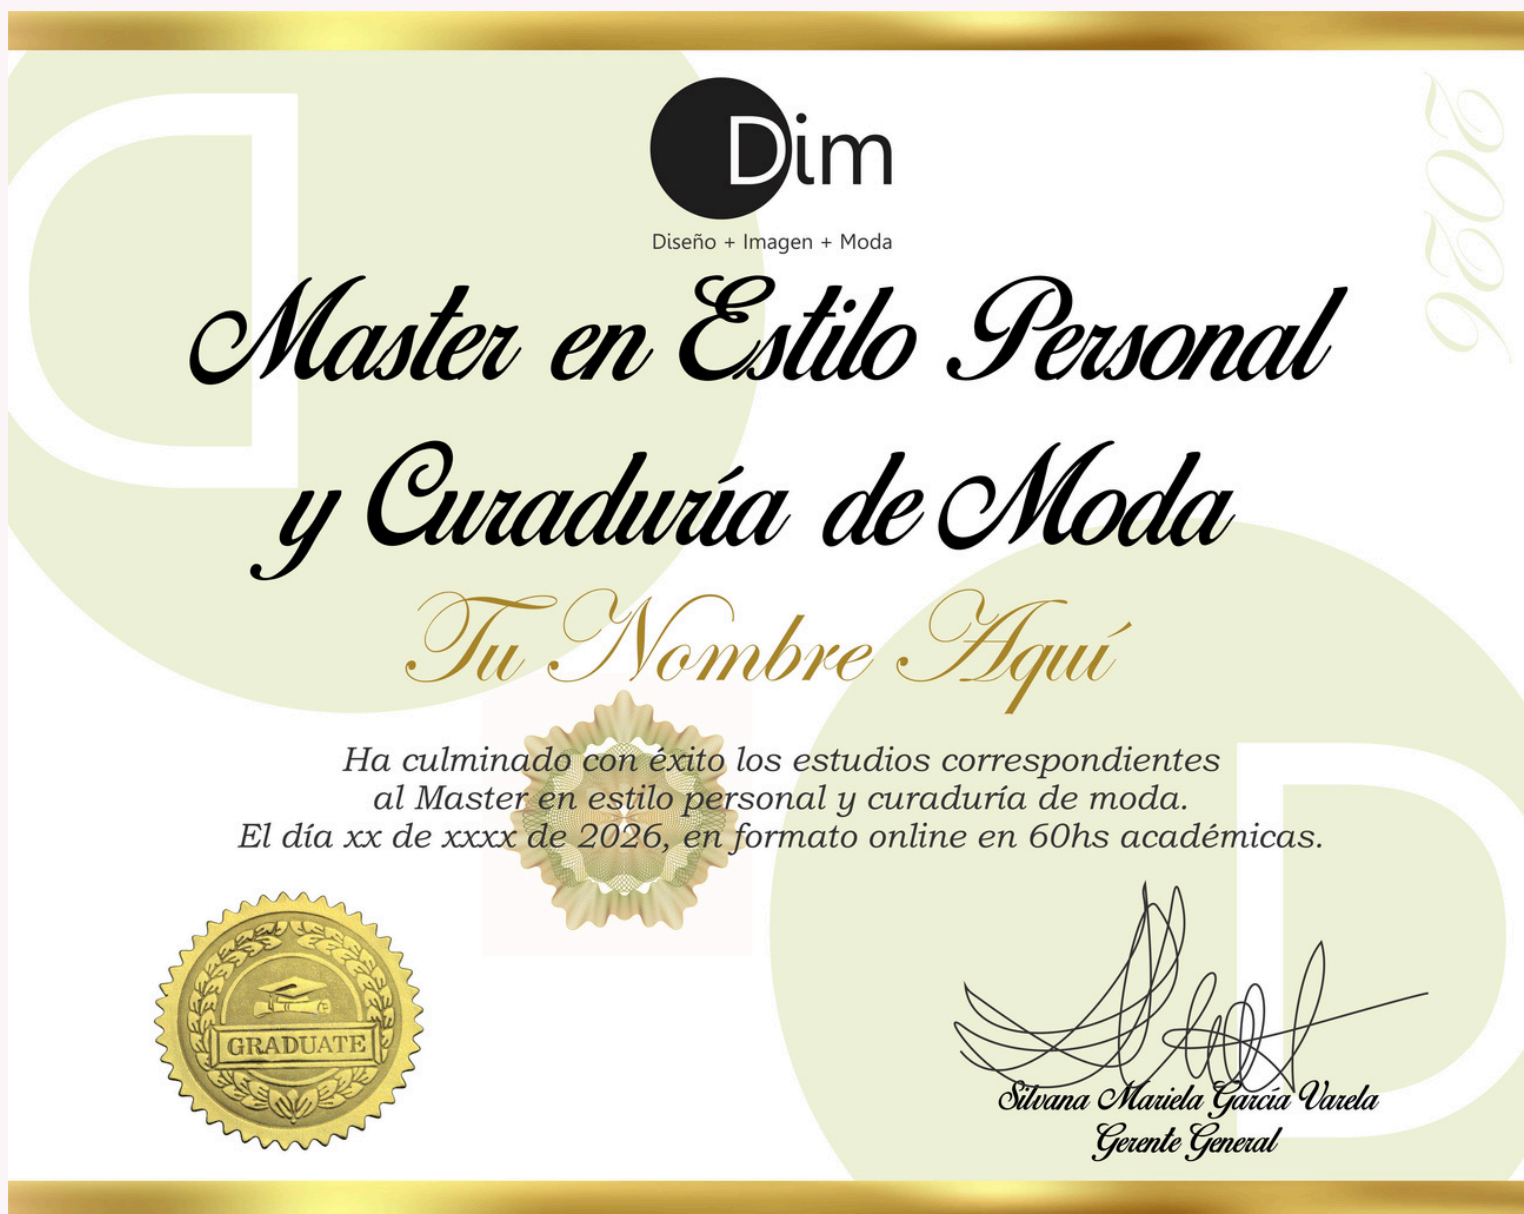 Dim
Diseño + Imagen + Moda
2026
Master en Estilo Personal
y Curaduría de Moda
Tu Nombre Aquí
Ha culminado con éxito los estudios correspondientes
al Master en estilo personal y curaduría de moda.
El día xx de xxxx de 2026, en formato online en 60hs académicas.
GRADUATE
Silvana Mariela García Varela
Gerente General